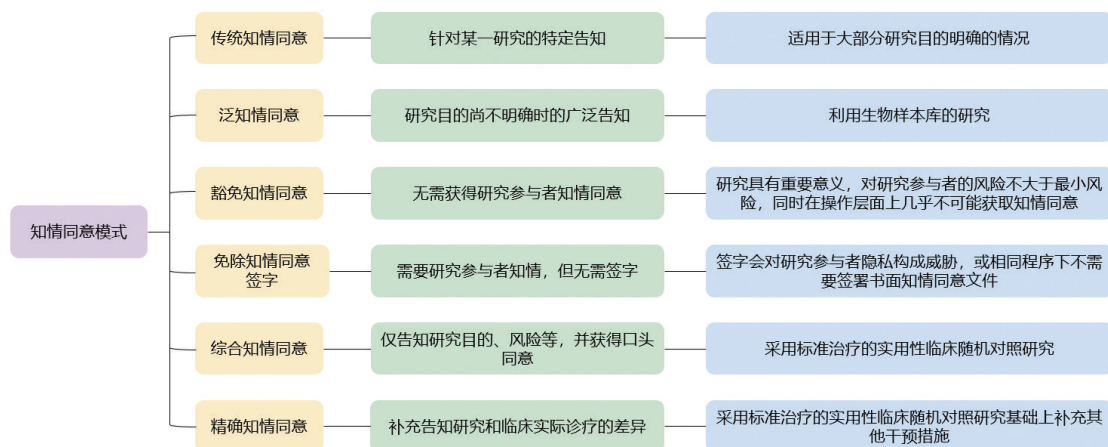 知情同意模式
传统知情同意
针对某一研究的特定告知
适用于大部分研究目的明确的情况
泛知情同意
研究目的尚不明确时的广泛告知
利用生物样本库的研究
豁免知情同意
无需获得研究参与者知情同意
研究具有重要意义，对研究参与者的风险不大于最小风
险，同时在操作层面上几乎不可能获取知情同意
免除知情同意
签字
需要研究参与者知情，但无需签字
签字会对研究参与者隐私构成威胁，或相同程序下不需
要签署书面知情同意文件
综合知情同意
仅告知研究目的、风险等，并获得口头
同意
采用标准治疗的实用性临床随机对照研究
精确知情同意
补充告知研究和临床实际诊疗的差异
采用标准治疗的实用性临床随机对照研究基础上补充其
他干预措施